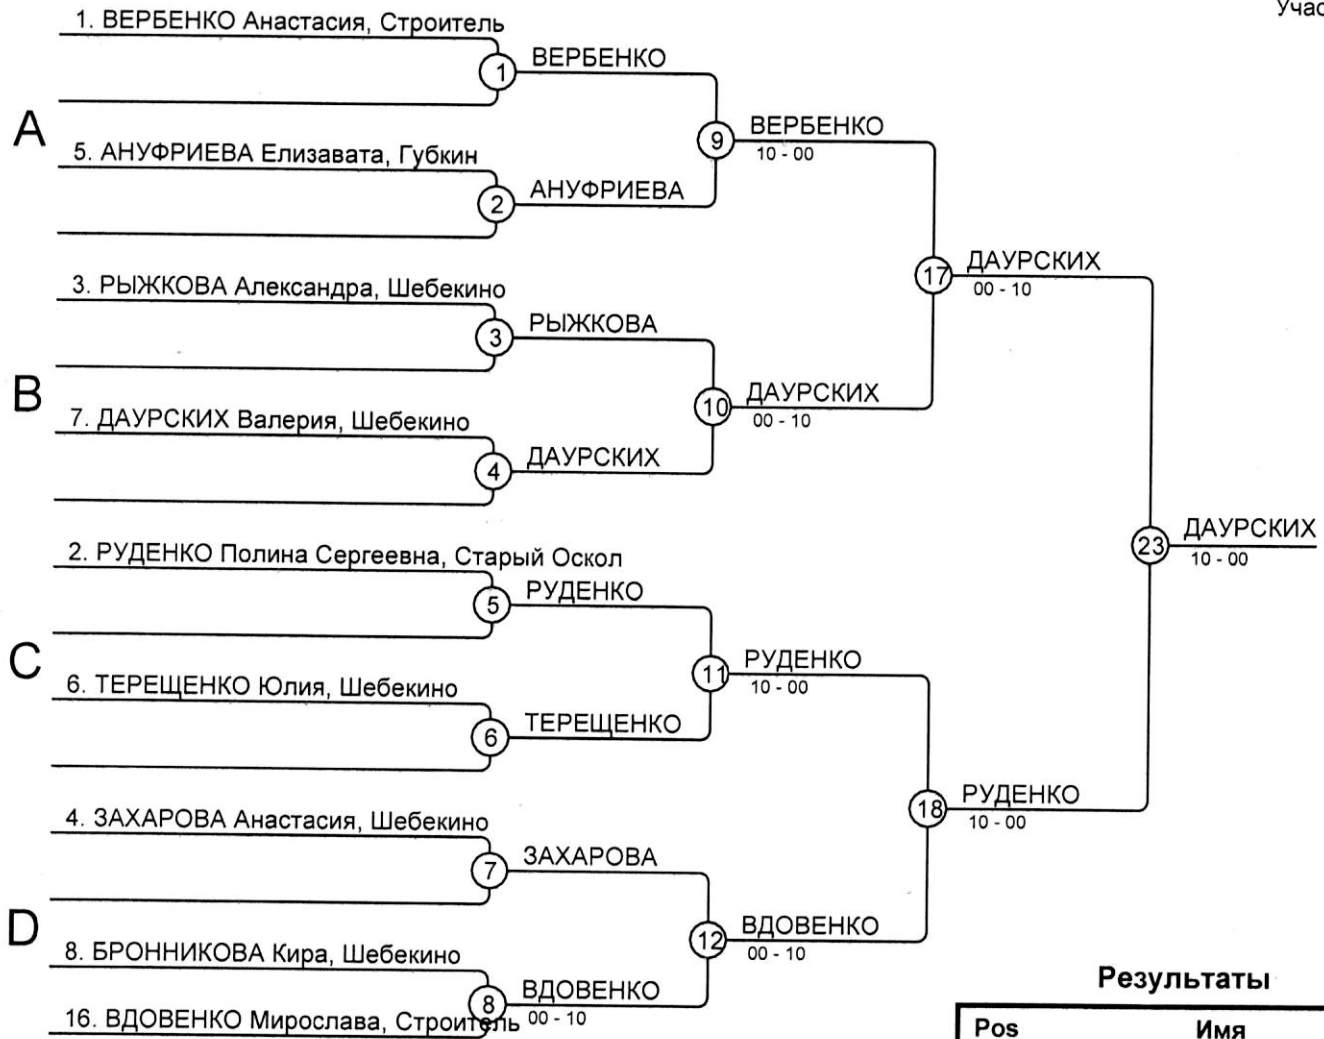 Учас
1. ВЕРБЕНКО Анастасия, Строитель
1
ВЕРБЕНКО
A
9
ВЕРБЕНКО
10 - 00
5. АНУФРИЕВА Елизавата, Губкин
2
АНУФРИЕВА
17
ДАУРСКИХ
00 - 10
3. РЫЖКОВА Александра, Шебекино
3
РЫЖКОВА
B
10
ДАУРСКИХ
00 - 10
7. ДАУРСКИХ Валерия, Шебекино
4
ДАУРСКИХ
23
ДАУРСКИХ
10 - 00
2. РУДЕНКО Полина Сергеевна, Старый Оскол
5
РУДЕНКО
C
11
РУДЕНКО
10 - 00
6. ТЕРЕЩЕНКО Юлия, Шебекино
6
ТЕРЕЩЕНКО
18
РУДЕНКО
10 - 00
4. ЗАХАРОВА Анастасия, Шебекино
7
ЗАХАРОВА
D
12
ВДОВЕНКО
00 - 10
8. БРОННИКОВА Кира, Шебекино
8
ВДОВЕНКО
00 - 10
16. ВДОВЕНКО Мирослава, Строитель
Результаты
Pos Имя